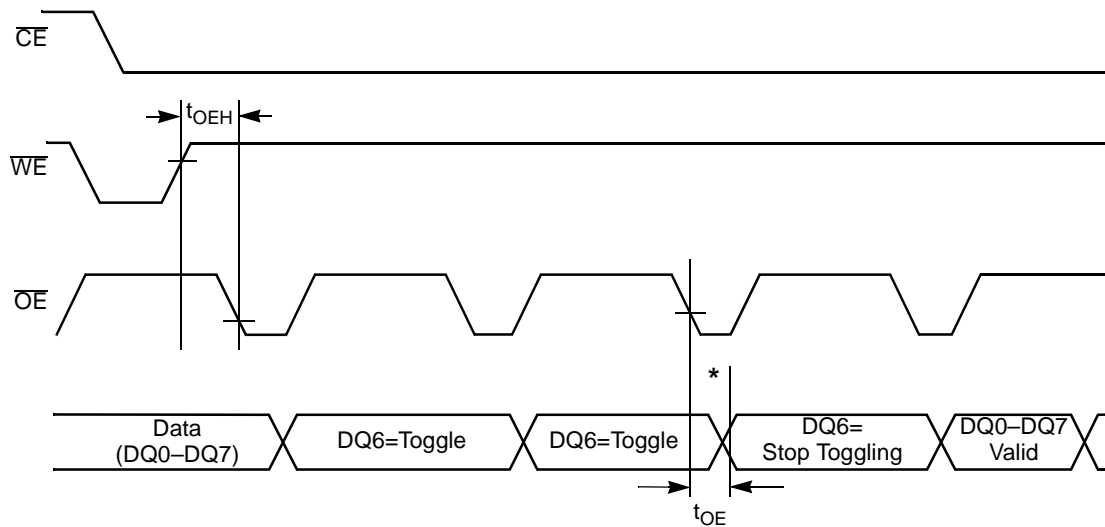 CE
tOEH
WE
OE
*
Data
(DQ0–DQ7)
DQ6=Toggle
DQ6=Toggle
DQ6=
Stop Toggling
DQ0–DQ7
Valid
tOE